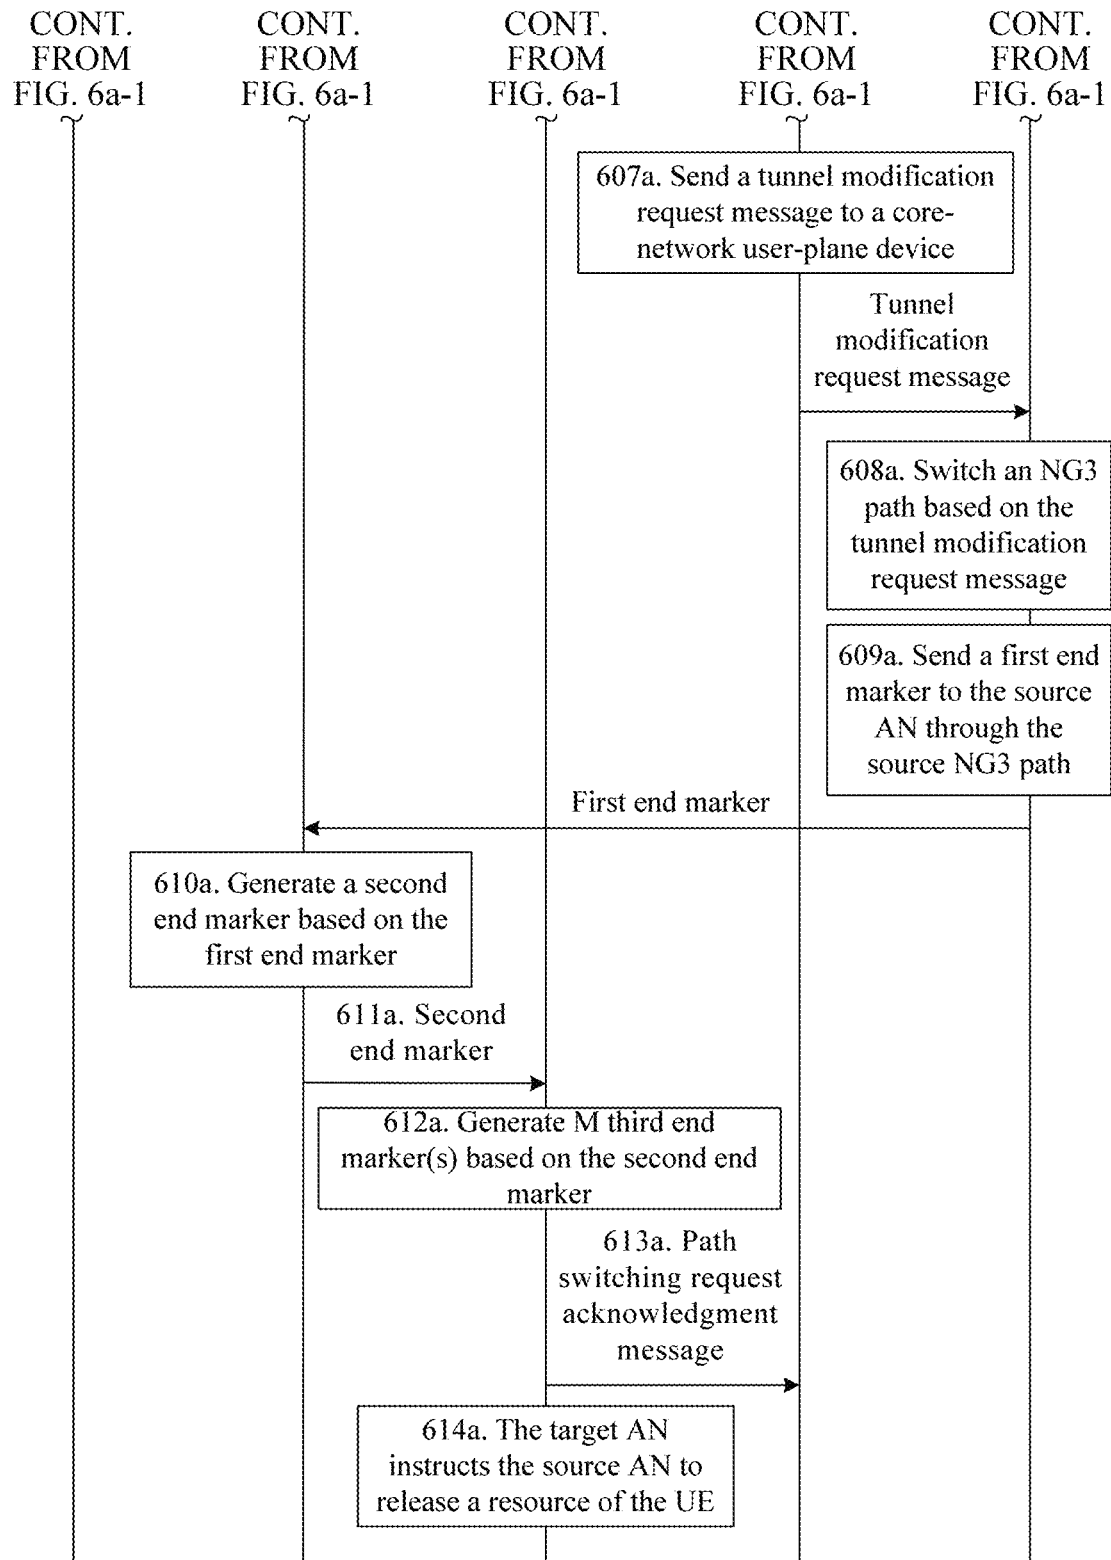 CONT. FROM FIG. 6a-1
CONT. FROM FIG. 6a-1
CONT. FROM FIG. 6a-1
CONT. FROM FIG. 6a-1
CONT. FROM FIG. 6a-1
607a. Send a tunnel modification
request message to a core-
network user-plane device
Tunnel
modification
request message
608a. Switch an NG3
path based on the
tunnel modification
request message
609a. Send a first end
marker to the source
AN through the
source NG3 path
First end marker
610a. Generate a second
end marker based on the
first end marker
611a. Second
end marker
612a. Generate M third end
marker(s) based on the second end
marker
613a. Path
switching request
acknowledgment
message
614a. The target AN
instructs the source AN to
release a resource of the UE